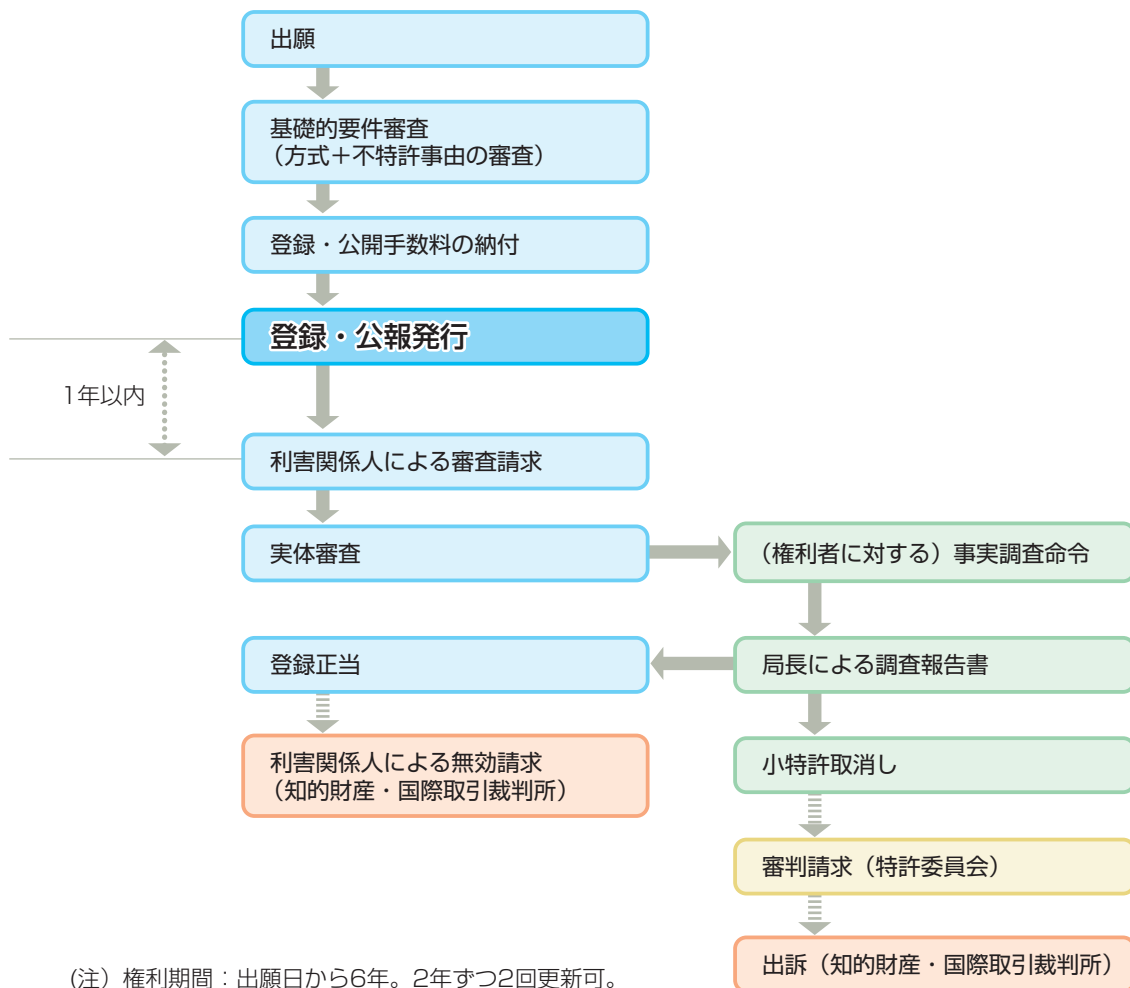 出願
基礎的要件審査
（方式＋不特許事由の審査）
登録・公開手数料の納付
登録・公報発行
1年以内
利害関係人による審査請求
実体審査
（権利者に対する）事実調査命令
登録正当
局長による調査報告書
利害関係人による無効請求
（知的財産・国際取引裁判所）
小特許取消し
審判請求（特許委員会）
出訴（知的財産・国際取引裁判所）
(注）権利期間：出願日から6年。2年ずつ2回更新可。